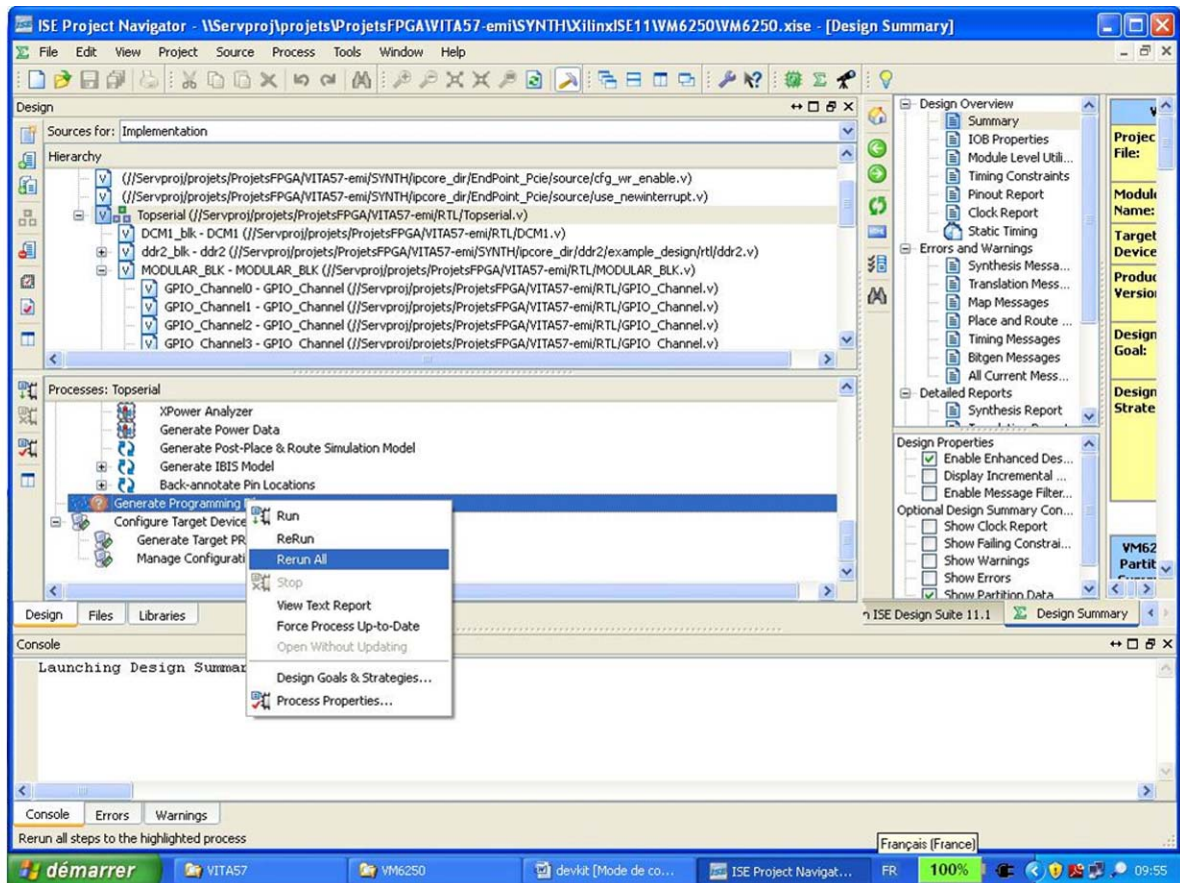 ISE Project Navigator - \\Servproj\projets\ProjetsFPGA\VITA57-emi\SYNTH\XilinxISE11\VM6250\VM6250.xise - [Design Summary]
File Edit View Project Source Process Tools Window Help
Design
Sources for: Implementation
Hierarchy
(//Servproj/projets/ProjetsFPGA/VITA57-emi/SYNTH/ipcore_dir/EndPoint_Pcie/source/cfg_wr_enable.v)
(//Servproj/projets/ProjetsFPGA/VITA57-emi/SYNTH/ipcore_dir/EndPoint_Pcie/source/use_newinterrupt.v)
Topserial (//Servproj/projets/ProjetsFPGA/VITA57-emi/RTL/Topserial.v)
DCM1_blk - DCM1 (//Servproj/projets/ProjetsFPGA/VITA57-emi/RTL/DCM1.v)
ddr2_blk - ddr2 (//Servproj/projets/ProjetsFPGA/VITA57-emi/SYNTH/ipcore_dir/ddr2/example_design/rtl/ddr2.v)
MODULAR_BLK - MODULAR_BLK (//Servproj/projets/ProjetsFPGA/VITA57-emi/RTL/MODULAR_BLK.v)
GPIO_Channel0 - GPIO_Channel (//Servproj/projets/ProjetsFPGA/VITA57-emi/RTL/GPIO_Channel.v)
GPIO_Channel1 - GPIO_Channel (//Servproj/projets/ProjetsFPGA/VITA57-emi/RTL/GPIO_Channel.v)
GPIO_Channel2 - GPIO_Channel (//Servproj/projets/ProjetsFPGA/VITA57-emi/RTL/GPIO_Channel.v)
GPIO_Channel3 - GPIO_Channel (//Servproj/projets/ProjetsFPGA/VITA57-emi/RTL/GPIO_Channel.v)
Processes: Topserial
XPower Analyzer
Generate Power Data
Generate Post-Place & Route Simulation Model
Generate IBIS Model
Back-annotate Pin Locations
Generate Programming
Configure Target Device
Generate Target PR
Manage Configurati
Run
ReRun
Rerun All
Stop
View Text Report
Force Process Up-to-Date
Open Without Updating
Design Goals & Strategies...
Process Properties...
Design Files Libraries
Design Overview
Summary
IOB Properties
Module Level Utili...
Timing Constraints
Pinout Report
Clock Report
Static Timing
Errors and Warnings
Synthesis Messa...
Translation Mess...
Map Messages
Place and Route ...
Timing Messages
Bitgen Messages
All Current Mess...
Detailed Reports
Synthesis Report
Design Properties
Enable Enhanced Des...
Display Incremental ...
Enable Message Filter...
Optional Design Summary Con...
Show Clock Report
Show Failing Constrai...
Show Warnings
Show Errors
Show Partition Data
V
Projec
File:
Module
Name:
Target
Device
Produc
Version
Design
Goal:
Design
Strate
VM62
Partit
n ISE Design Suite 11.1 Design Summary
Console
Launching Design Summar
Console Errors Warnings
Rerun all steps to the highlighted process
Français (France)
démarrer VITA57 VM6250 devkit [Mode de co... ISE Project Navigat... FR 100% 09:55